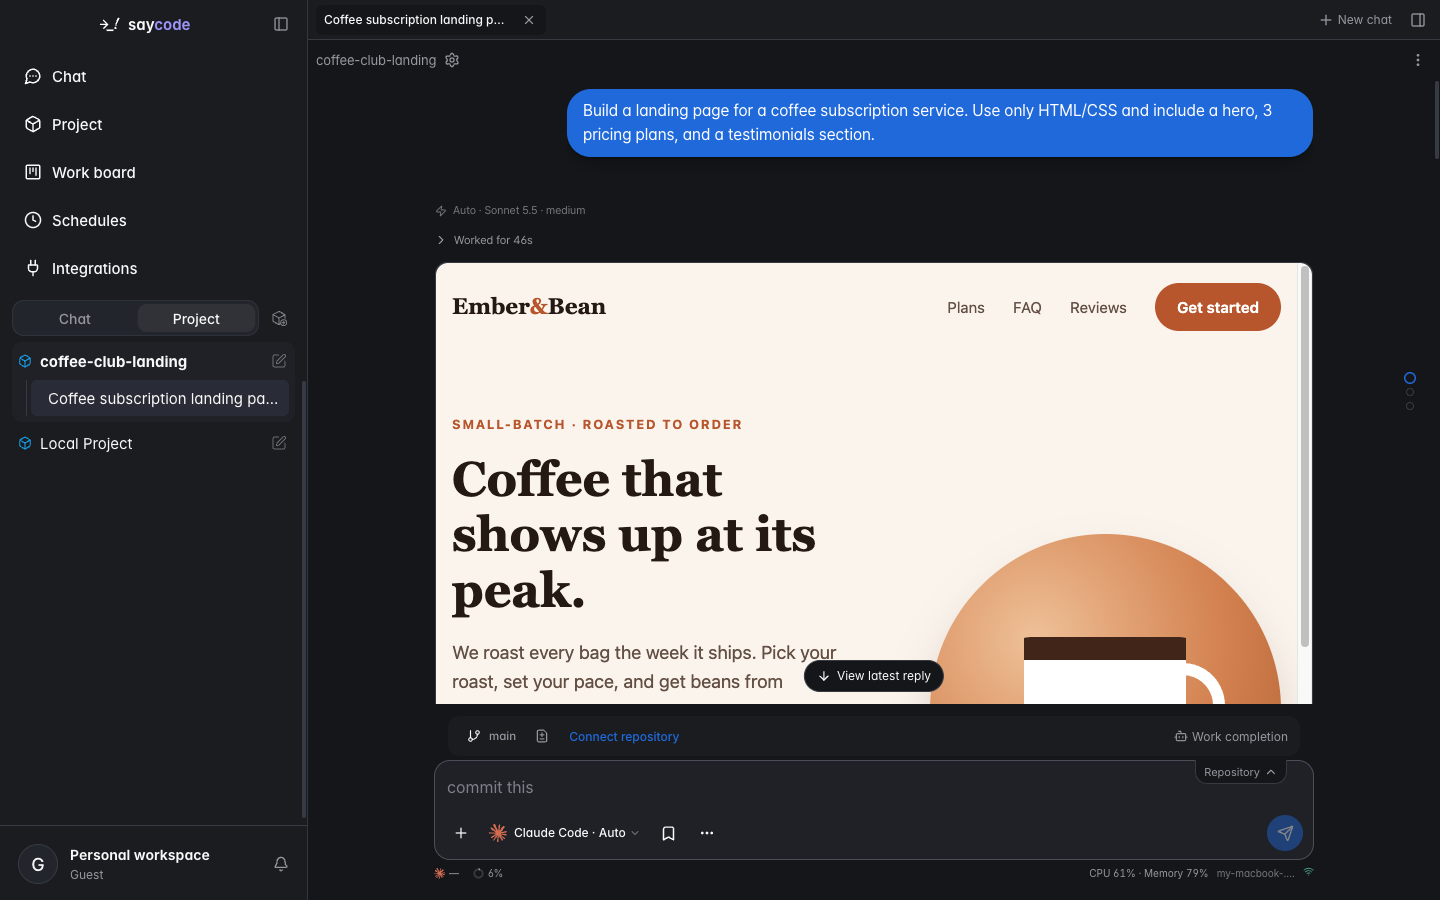 saycode
Chat
Project
Work board
Schedules
Integrations
Chat
Project
coffee-club-landing
Coffee subscription landing pa...
Local Project
G
Personal workspace
Guest
Coffee subscription landing p...
New chat
coffee-club-landing
Build a landing page for a coffee subscription service. Use only HTML/CSS and include a hero, 3
pricing plans, and a testimonials section.
Auto · Sonnet 5.5 · medium
Worked for 46s
Ember&Bean
Plans
FAQ
Reviews
Get started
SMALL-BATCH · ROASTED TO ORDER
Coffee that
shows up at its
peak.
We roast every bag the week it ships. Pick your
roast, set your pace, and get beans from
View latest reply
main
Connect repository
Work completion
Repository
commit this
Claude Code · Auto
—
6%
CPU 61% · Memory 79%
my-macbook-....